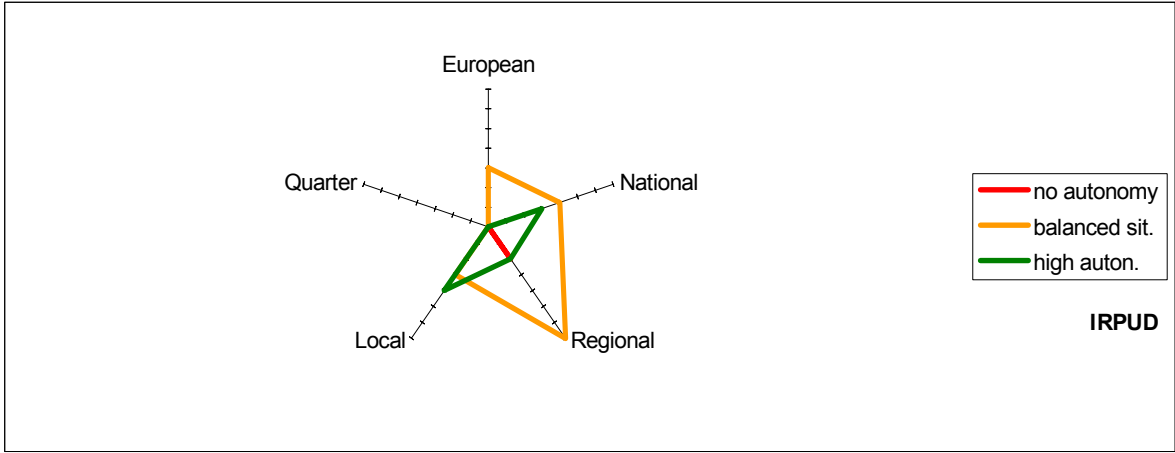 European
Quarter
National
Local
Regional
no autonomy
balanced sit.
high auton.
IRPUD